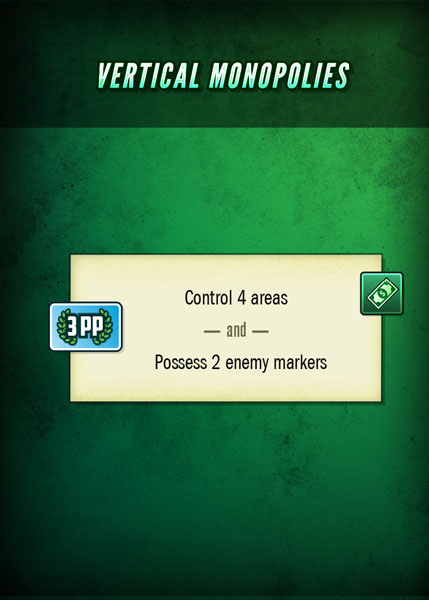 VERTICAL MONOPOLIES
Control 4 areas
— and —
3 PP
Possess 2 enemy markers